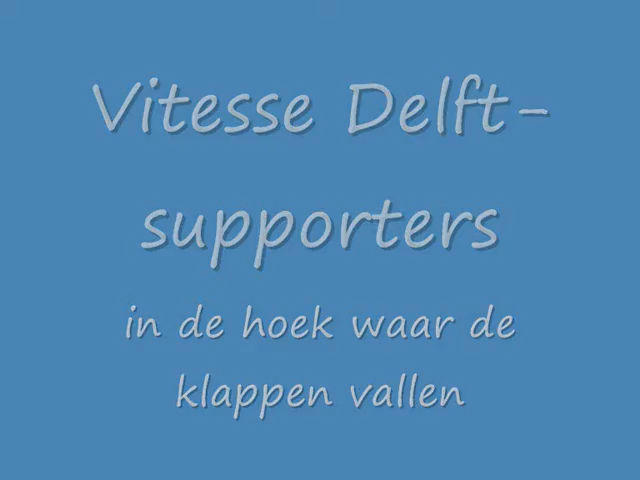 Vitesse Delft-
supporters
in de hoek waar de
klappen vallen